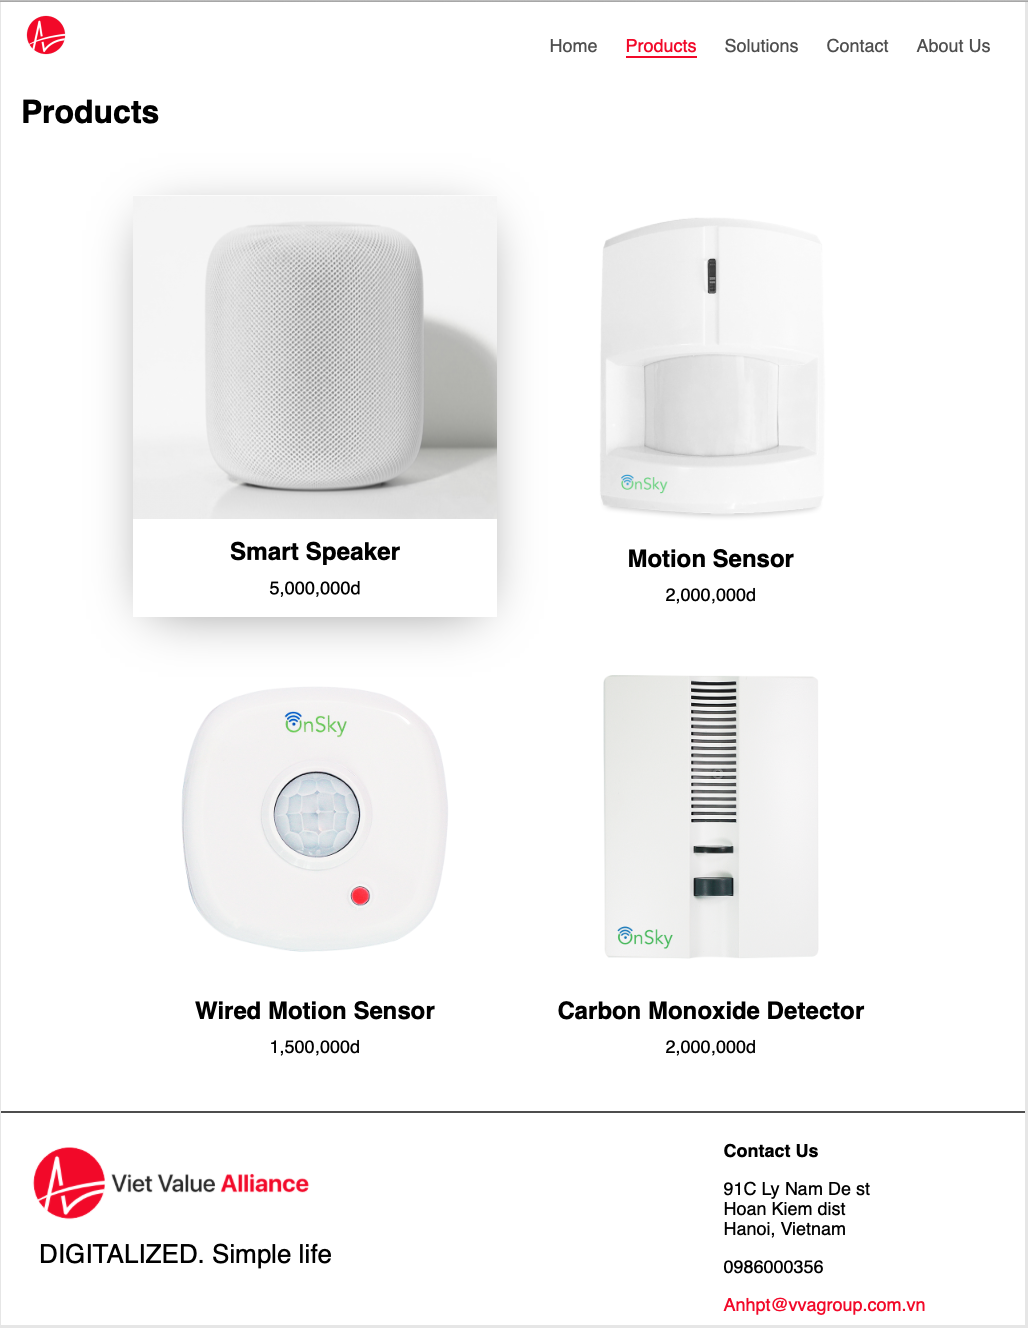 Home Products Solutions Contact About Us
Products
OnSky
Smart Speaker
5,000,000d
Motion Sensor
2,000,000d
OnSky
OnSky
Wired Motion Sensor
1,500,000d
Carbon Monoxide Detector
2,000,000d
Viet Value Alliance
DIGITALIZED. Simple life
Contact Us
91C Ly Nam De st
Hoan Kiem dist
Hanoi, Vietnam
0986000356
Anhpt@vvagroup.com.vn